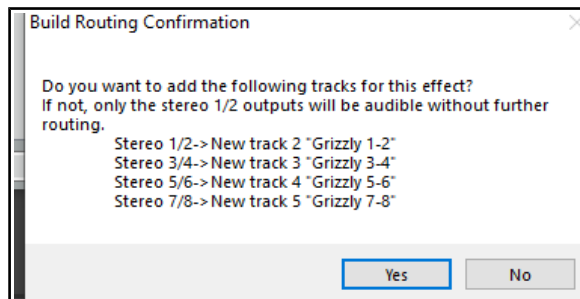 Build Routing Confirmation
Do you want to add the following tracks for this effect?
If not, only the stereo 1/2 outputs will be audible without further
routing.
Stereo 1/2->New track 2 "Grizzly 1-2"
Stereo 3/4->New track 3 "Grizzly 3-4"
Stereo 5/6->New track 4 "Grizzly 5-6"
Stereo 7/8->New track 5 "Grizzly 7-8"
Yes No